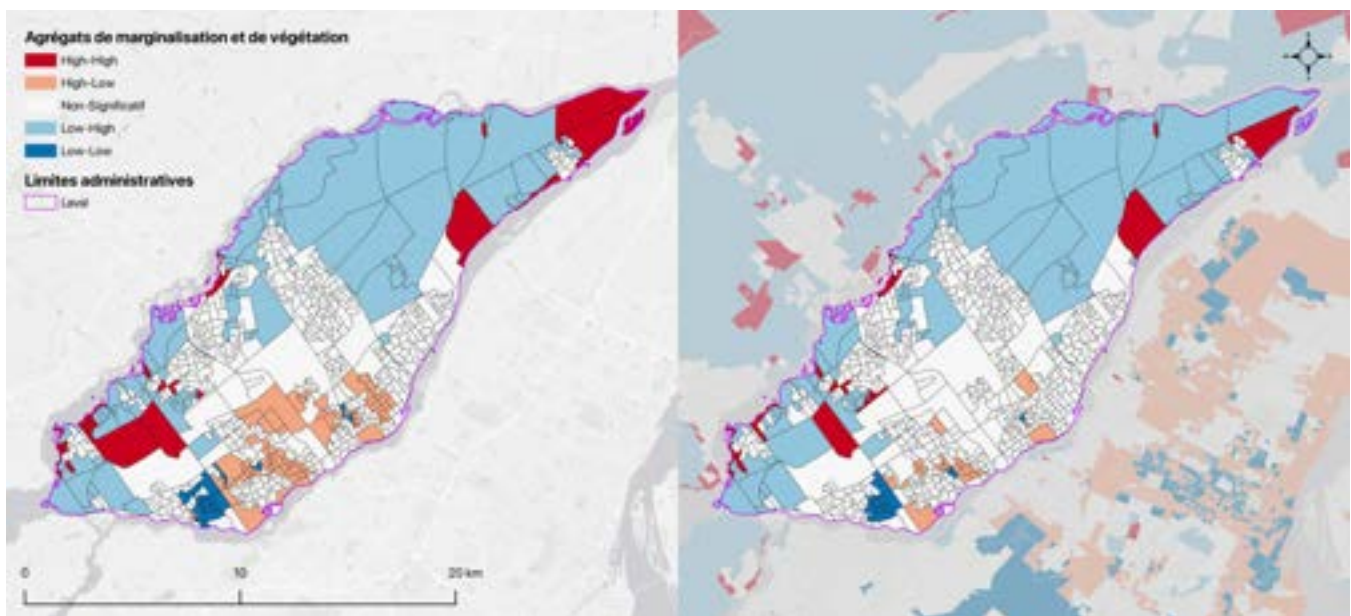 Agrégats de marginalisation et de végétation
High-High
High-Low
Non-Significatif
Low-High
Low-Low
Limites administratives
Laval
0 10 20 km